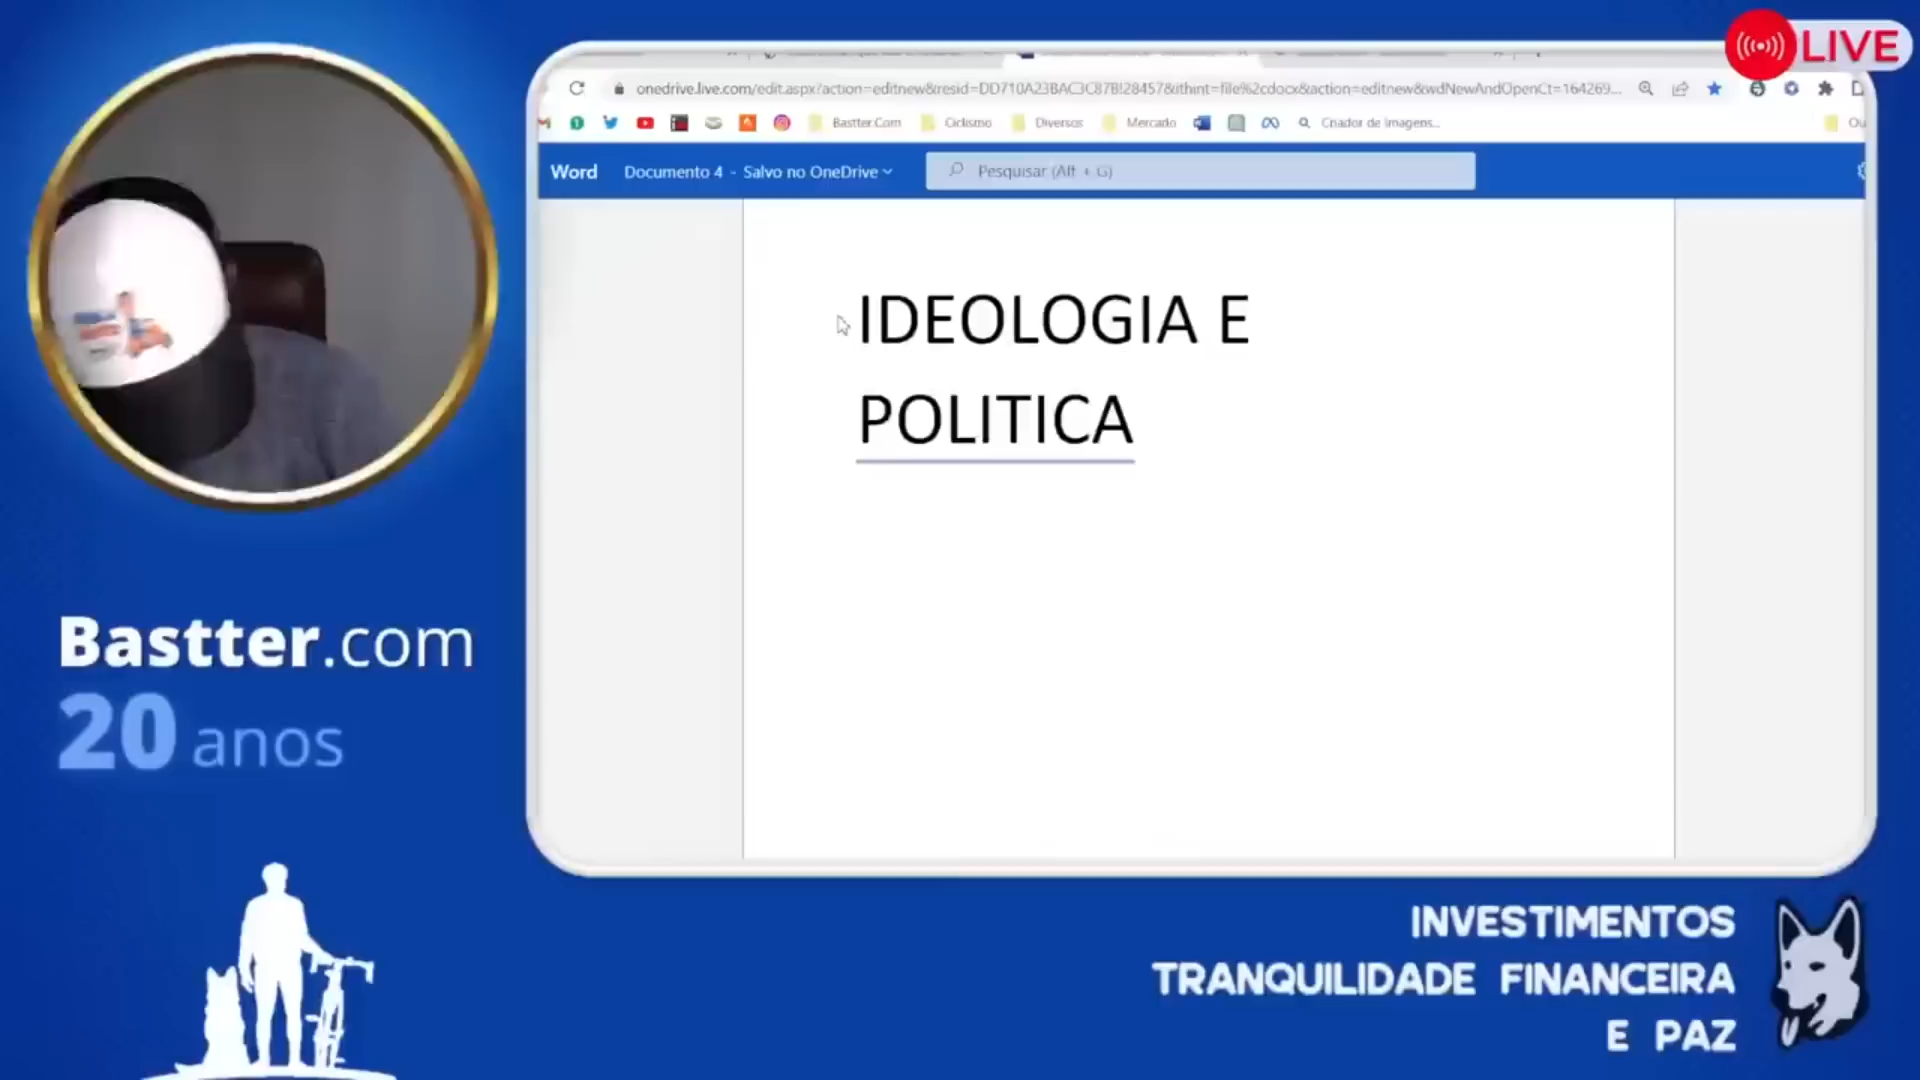 LIVE
onedrive.live.com/edit.aspx?action=editnew&resid=DD710A23BAC3C87B!28457&ithint=file%2cdocx&action=editnew&wdNewAndOpenCt=164269...
Bastter.Com Ciclismo Diversos Mercado Criador de Imagens... Ou
Word Documento 4 - Salvo no OneDrive Pesquisar (Alt + G)
IDEOLOGIA E
POLITICA
Bastter.com
20 anos
INVESTIMENTOS
TRANQUILIDADE FINANCEIRA
E PAZ